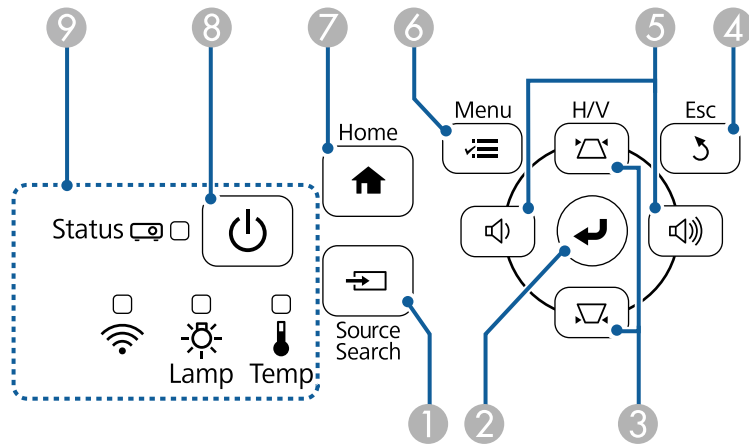 9 8 7 6 5 4
Menu H/V Esc
Home
Status
Source
Search
Lamp Temp
1 2 3